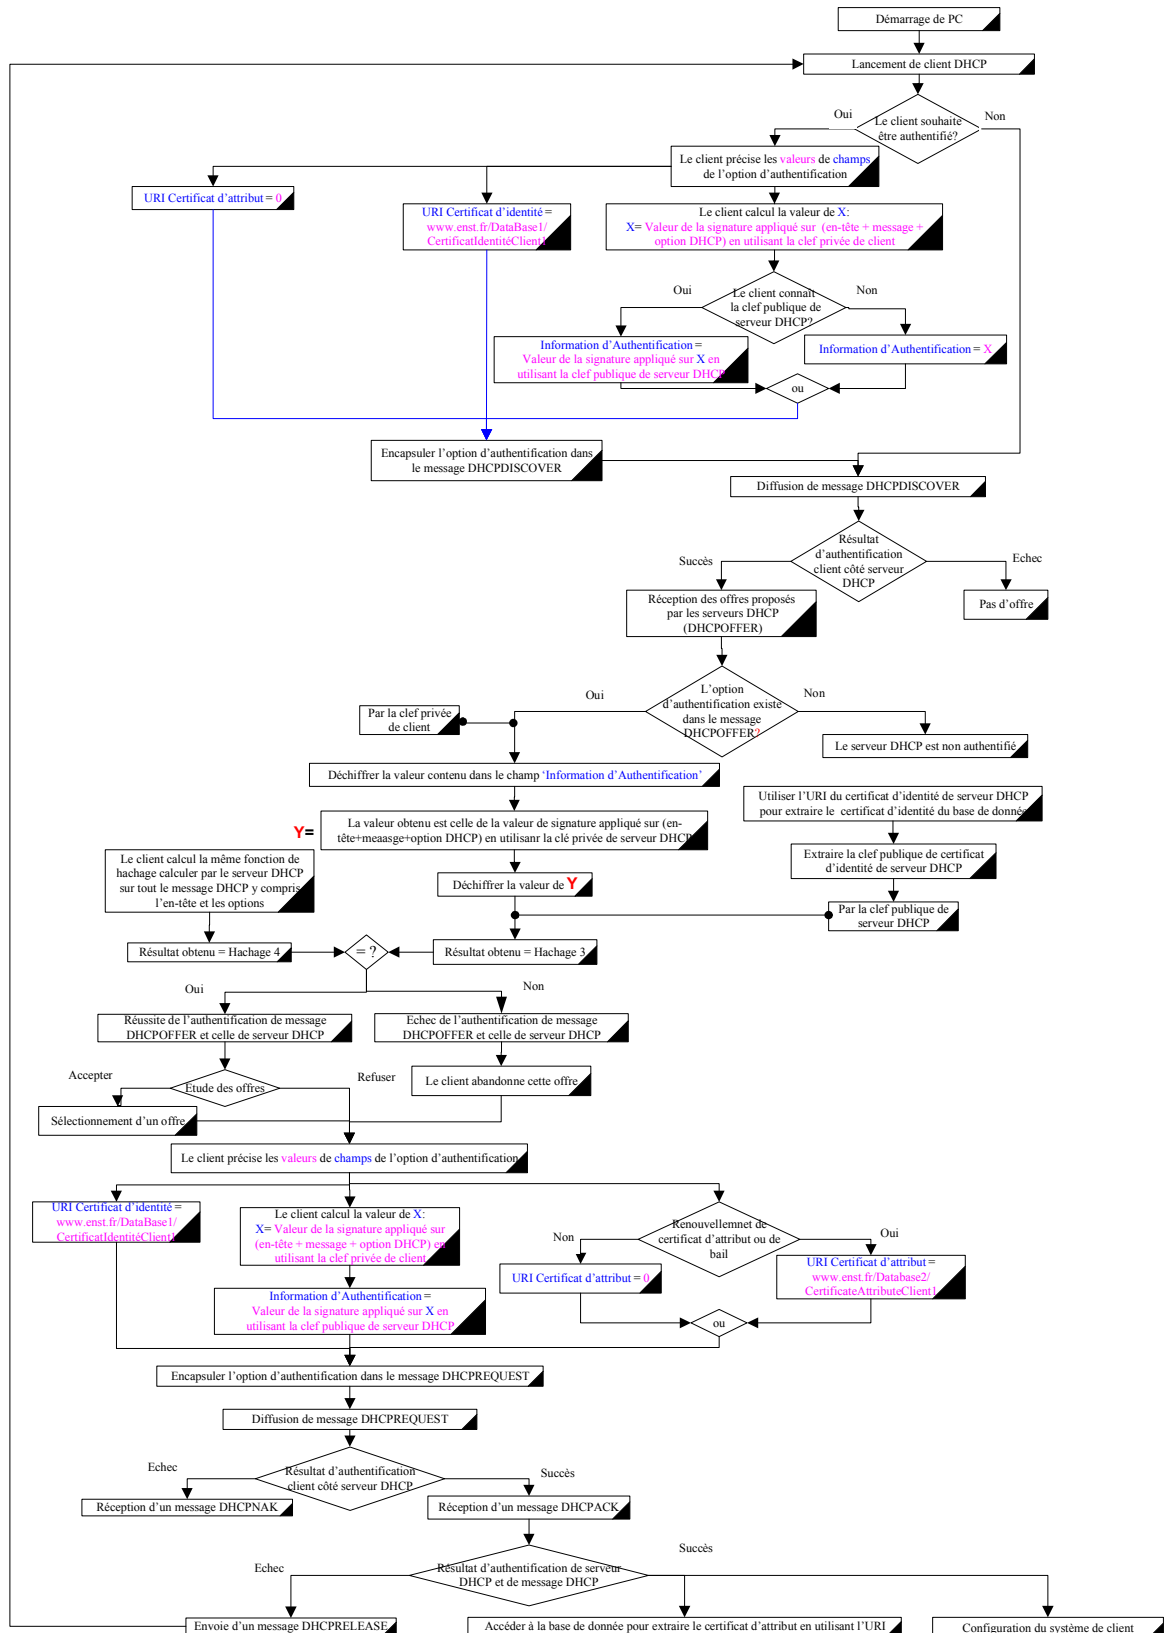 Démarrage de PC
Lancement de client DHCP
Oui
Non
Le client souhaite
être authentifié?
Le client précise les valeurs de champs
de l'option d'authentification
URI Certificat d'attribut = 0
URI Certificat d'identité =
www.enst.fr/DataBase1/
CertificatIdentitéClient1
Le client calcul la valeur de X:
X= Valeur de la signature appliqué sur (en-tête + message +
option DHCP) en utilisant la clef privée de client
Oui
Non
Le client connaît
la clef publique de
serveur DHCP?
Information d'Authentification =
Valeur de la signature appliqué sur X en
utilisant la clef publique de serveur DHCP
Information d'Authentification = X
ou
Encapsuler l'option d'authentification dans
le message DHCPDISCOVER
Diffusion de message DHCPDISCOVER
Résultat
d'authentification
client côté serveur
DHCP
Succès
Echec
Réception des offres proposés
par les serveurs DHCP
(DHCPOFFER)
Pas d'offre
L'option
d'authentification existe
dans le message
DHCPOFFER?
Oui
Non
Par la clef privée
de client
Le serveur DHCP est non authentifié
Déchiffrer la valeur contenu dans le champ 'Information d'Authentification'
Utiliser l'URI du certificat d'identité de serveur DHCP
pour extraire le certificat d'identité du base de donnée
Y=
La valeur obtenu est celle de la valeur de signature appliqué sur (en-
tête+meaasge+option DHCP) en utilisant la clé privée de serveur DHCP
Le client calcul la même fonction de
hachage calculer par le serveur DHCP
sur tout le message DHCP y compris
l'en-tête et les options
Extraire la clef publique de certificat
d'identité de serveur DHCP
Déchiffrer la valeur de Y
Par la clef publique de
serveur DHCP
Résultat obtenu = Hachage 4
= ?
Résultat obtenu = Hachage 3
Oui
Non
Réussite de l'authentification de message
DHCPOFFER et celle de serveur DHCP
Echec de l'authentification de message
DHCPOFFER et celle de serveur DHCP
Accepter
Etude des offres
Refuser
Le client abandonne cette offre
Sélectionnement d'un offre
Le client précise les valeurs de champs de l'option d'authentification
URI Certificat d'identité =
www.enst.fr/DataBase1/
CertificatIdentitéClient1
Le client calcul la valeur de X:
X= Valeur de la signature appliqué sur
(en-tête + message + option DHCP) en
utilisant la clef privée de client
Renouvellemnet de
certificat d'attribut ou de
bail
Non
Oui
URI Certificat d'attribut = 0
URI Certificat d'attribut =
www.enst.fr/Database2/
CertificateAttributeClient1
Information d'Authentification =
Valeur de la signature appliqué sur X en
utilisant la clef publique de serveur DHCP
ou
Encapsuler l'option d'authentification dans le message DHCPREQUEST
Diffusion de message DHCPREQUEST
Echec
Résultat d'authentification
client côté serveur DHCP
Succès
Réception d'un message DHCPNAK
Réception d'un message DHCPACK
Echec
Résultat d'authentification de serveur
DHCP et de message DHCP
Succès
Envoie d'un message DHCPRELEASE
Accéder à la base de donnée pour extraire le certificat d'attribut en utilisant l'URI
Configuration du système de client